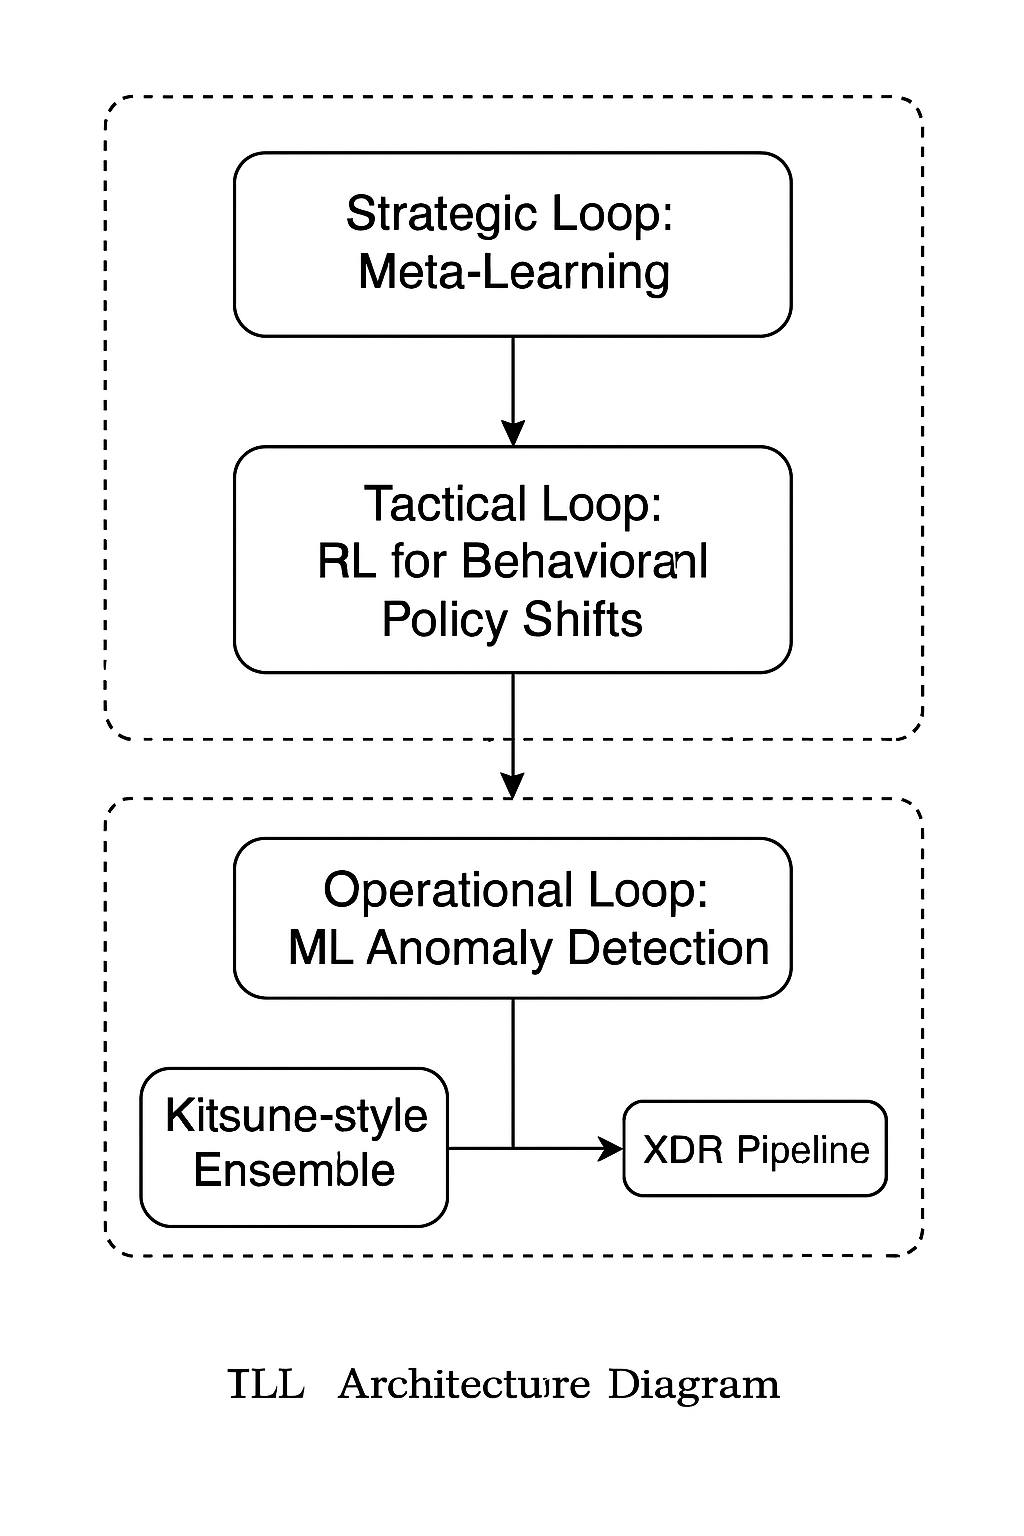 Strategic Loop:
Meta-Learning
Tactical Loop:
RL for Behavioranl
Policy Shifts
Operational Loop:
ML Anomaly Detection
Kitsune-style
Ensemble
XDR Pipeline
TLL Architecture Diagram